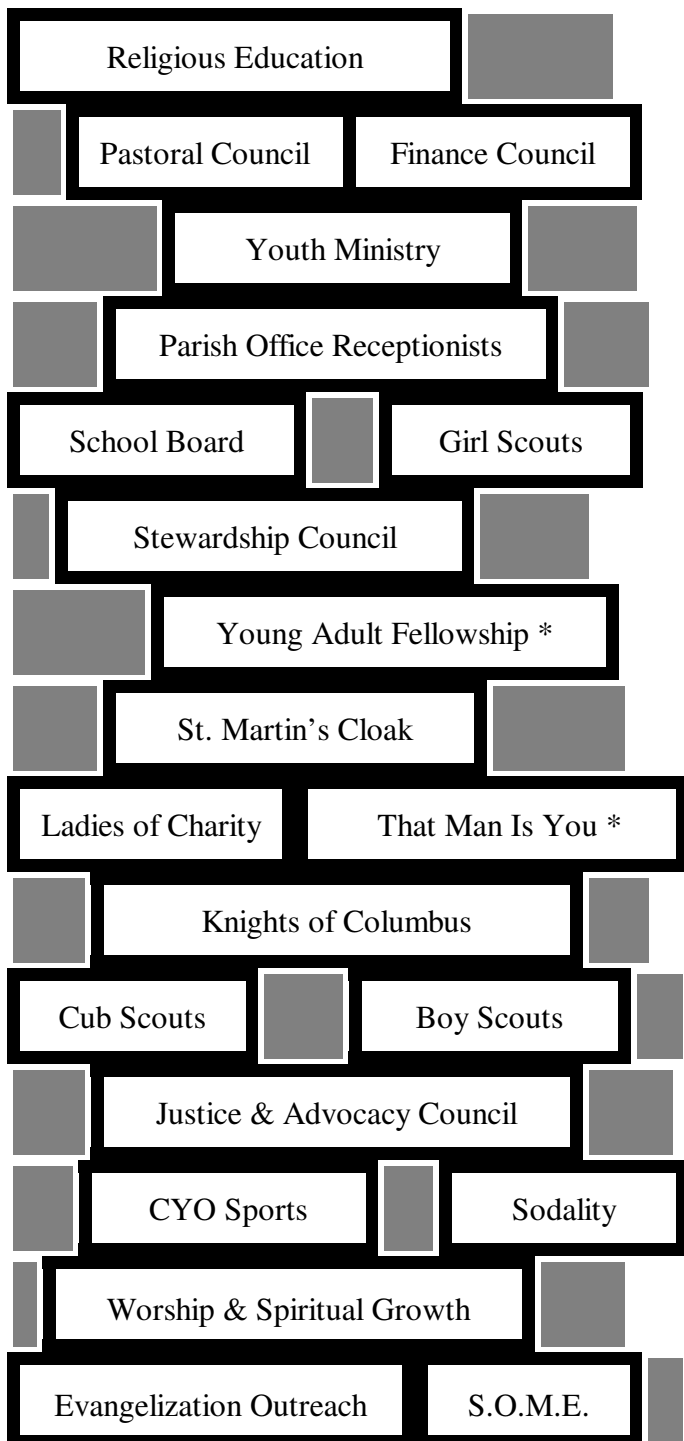 Religious Education
Pastoral Council Finance Council
Youth Ministry
Parish Office Receptionists
School Board Girl Scouts
Stewardship Council
Young Adult Fellowship *
St. Martin's Cloak
Ladies of Charity That Man Is You *
Knights of Columbus
Cub Scouts Boy Scouts
Justice & Advocacy Council
CYO Sports Sodality
Worship & Spiritual Growth
Evangelization Outreach S.O.M.E.